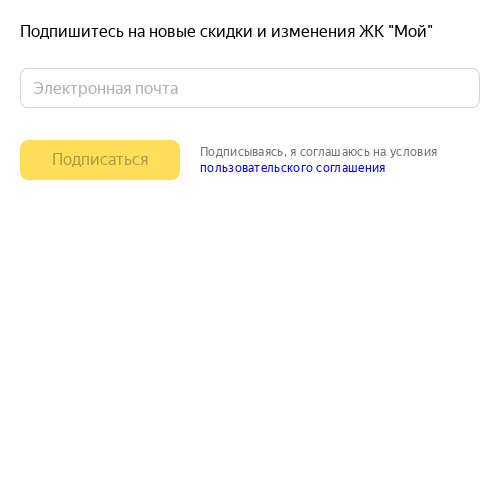 Подпишитесь на новые скидки и изменения ЖК "Мой"
Электронная почта
Подписаться
Подписываясь, я соглашаюсь на условия
пользовательского соглашения